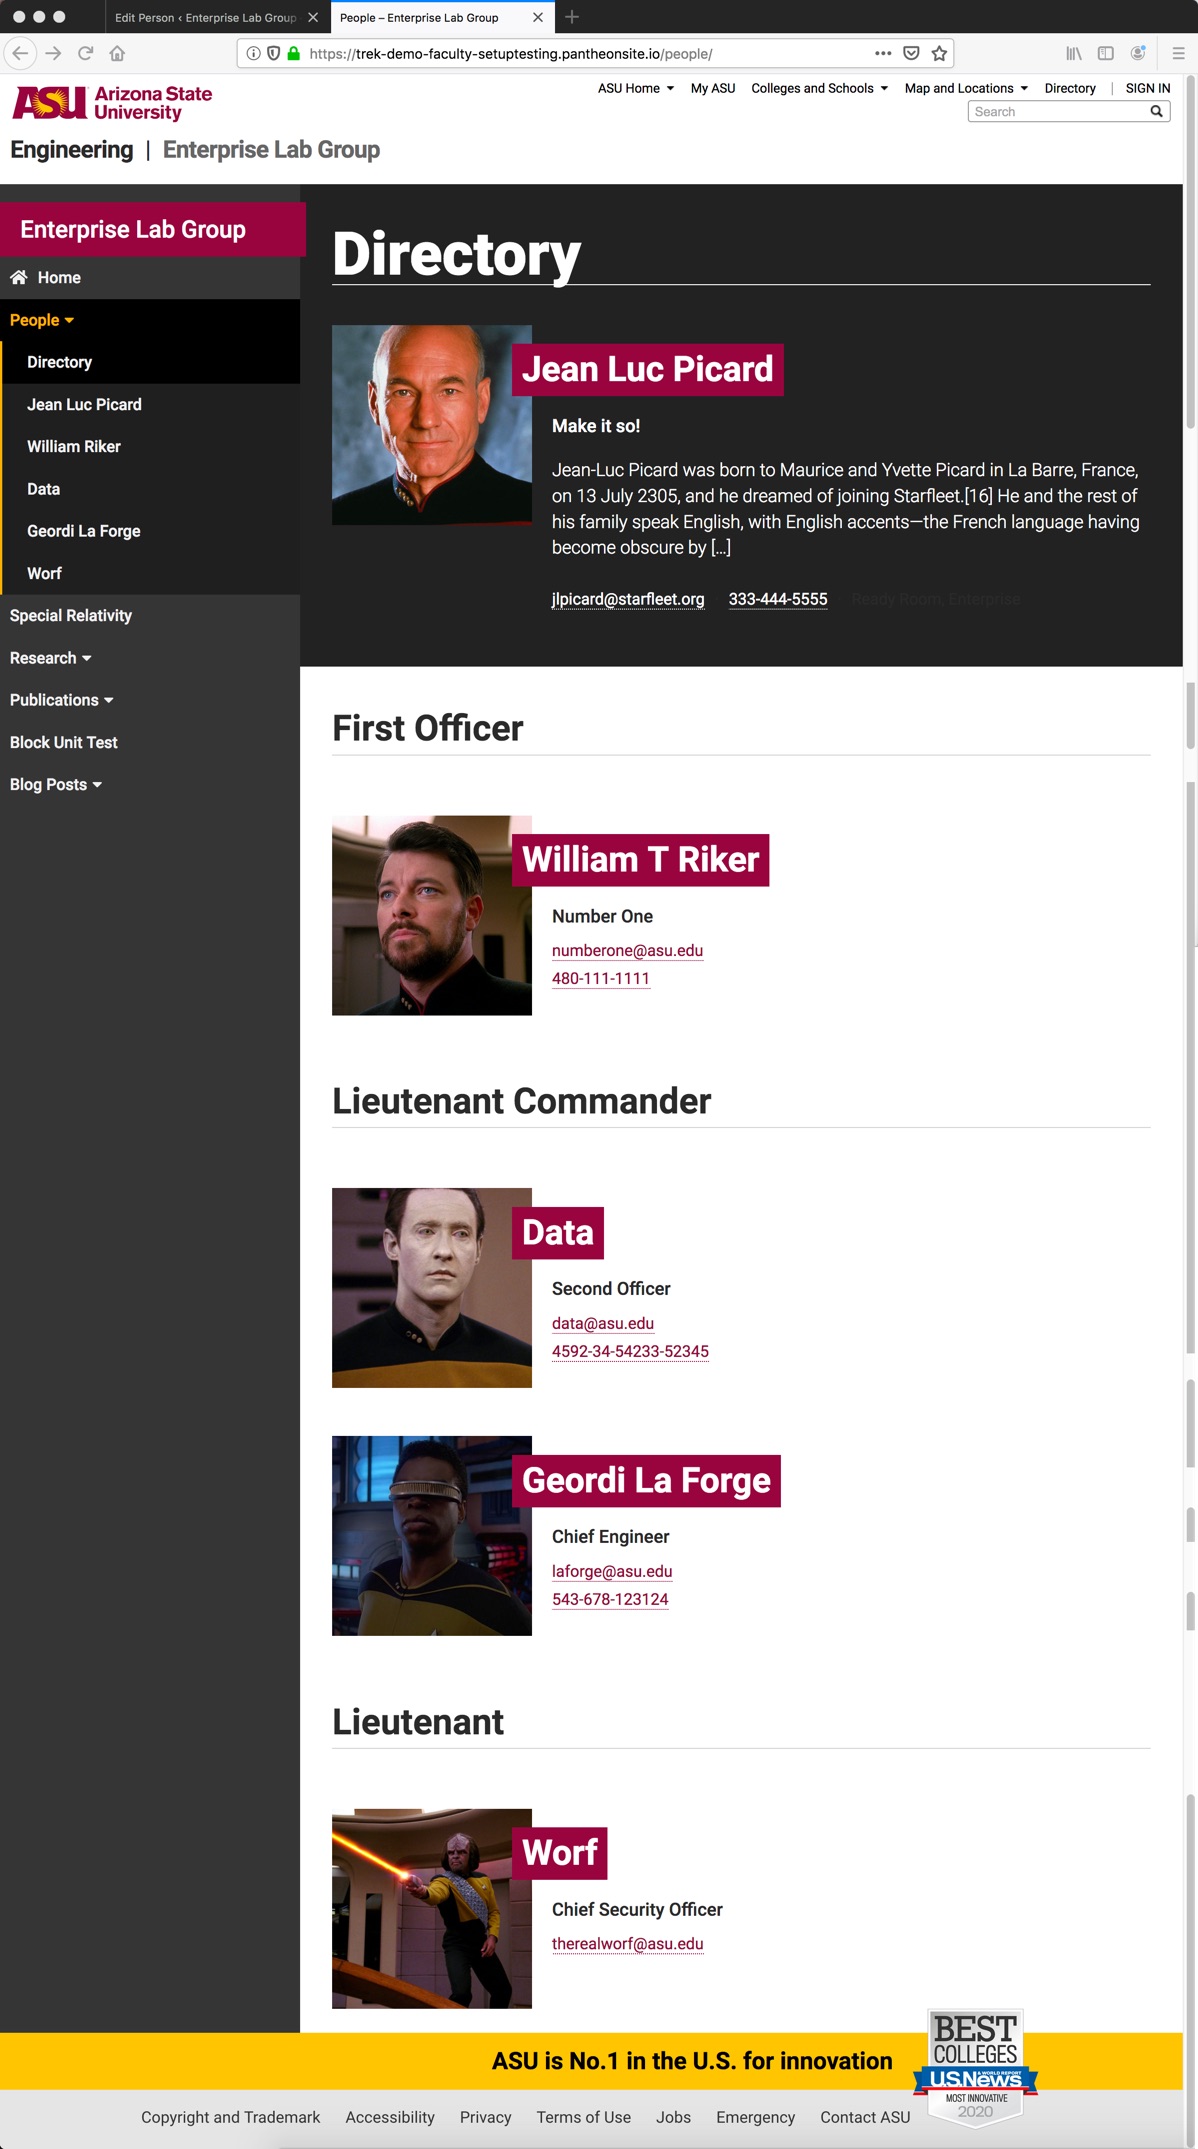 Edit Person ‹ Enterprise Lab Group
People – Enterprise Lab Group
https://trek-demo-faculty-setuptesting.pantheonsite.io/people/
ASU Arizona State University
ASU Home
My ASU
Colleges and Schools
Map and Locations
Directory
SIGN IN
Search
Engineering | Enterprise Lab Group
Enterprise Lab Group
Home
People
Directory
Jean Luc Picard
William Riker
Data
Geordi La Forge
Worf
Special Relativity
Research
Publications
Block Unit Test
Blog Posts
Directory
Jean Luc Picard
Make it so!
Jean-Luc Picard was born to Maurice and Yvette Picard in La Barre, France,
on 13 July 2305, and he dreamed of joining Starfleet.[16] He and the rest of
his family speak English, with English accents—the French language having
become obscure by [...]
jlpicard@starfleet.org 333-444-5555 Ready Room, Enterprise
First Officer
William T Riker
Number One
numberone@asu.edu
480-111-1111
Lieutenant Commander
Data
Second Officer
data@asu.edu
4592-34-54233-52345
Geordi La Forge
Chief Engineer
laforge@asu.edu
543-678-123124
Lieutenant
Worf
Chief Security Officer
therealworf@asu.edu
ASU is No.1 in the U.S. for innovation
BEST
COLLEGES
U.S.News
& WORLD REPORT
MOST INNOVATIVE
2020
Copyright and Trademark
Accessibility
Privacy
Terms of Use
Jobs
Emergency
Contact ASU